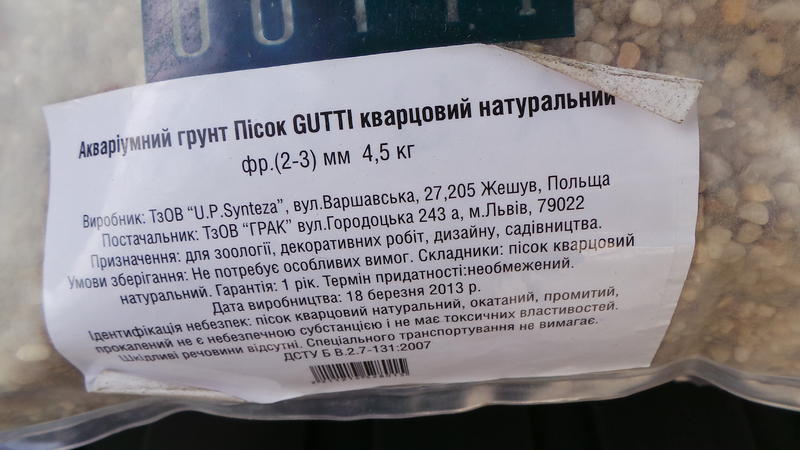 GUTTI
Акваріумний грунт Пісок GUTTI кварцовий натуральний
фр.(2-3) мм 4,5 кг
Виробник: ТзОВ "U.P.Synteza", вул.Варшавська, 27,205 Жешув, Польща
Постачальник: ТзОВ "ГРАК" вул.Городоцька 243 а, м.Львів, 79022
Призначення: для зоології, декоративних робіт, дизайну, садівництва.
Умови зберігання: Не потребує особливих вимог. Складники: пісок кварцовий
натуральний. Гарантія: 1 рік. Термін придатності:необмежений.
Дата виробництва: 18 березня 2013 р.
Ідентифікація небезпек: пісок кварцовий натуральний, окатаний, промитий,
прокалений не є небезпечною субстанцією і не має токсичних властивостей.
Шкідливі речовини відсутні. Спеціального транспортування не вимагає.
ДСТУ Б В.2.7-131:2007